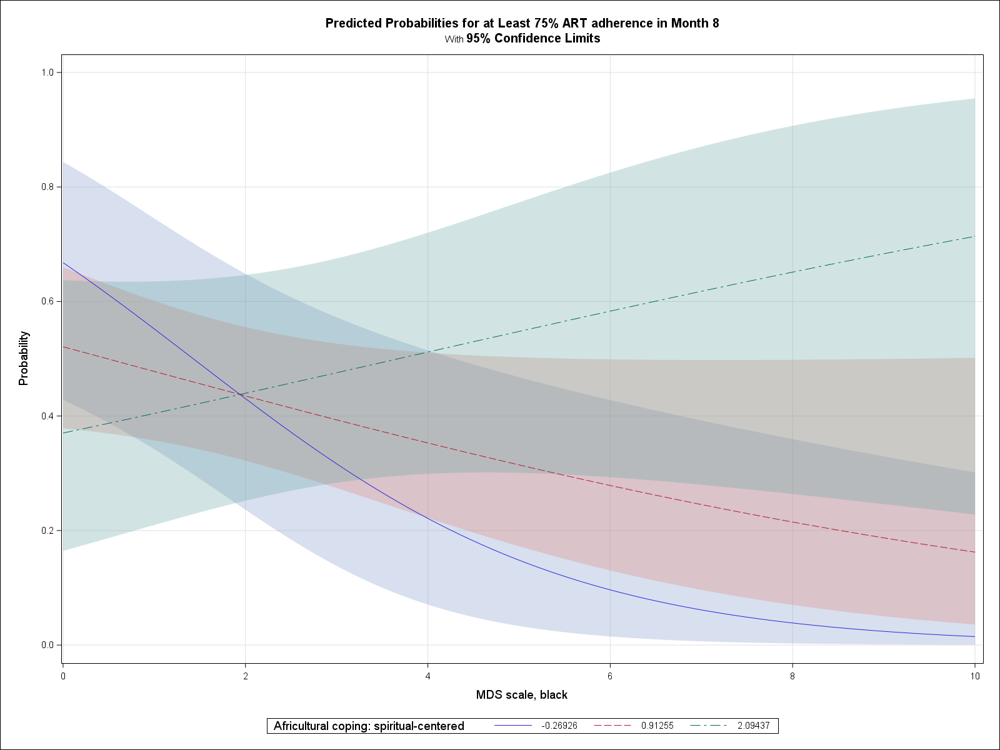 Predicted Probabilities for at Least 75% ART adherence in Month 8
With 95% Confidence Limits
1.0
0.8
0.6
0.4
0.2
0.0
Probability
0 2 4 6 8 10
MDS scale, black
Africultural coping: spiritual-centered -0.26926 0.91255 2.09437